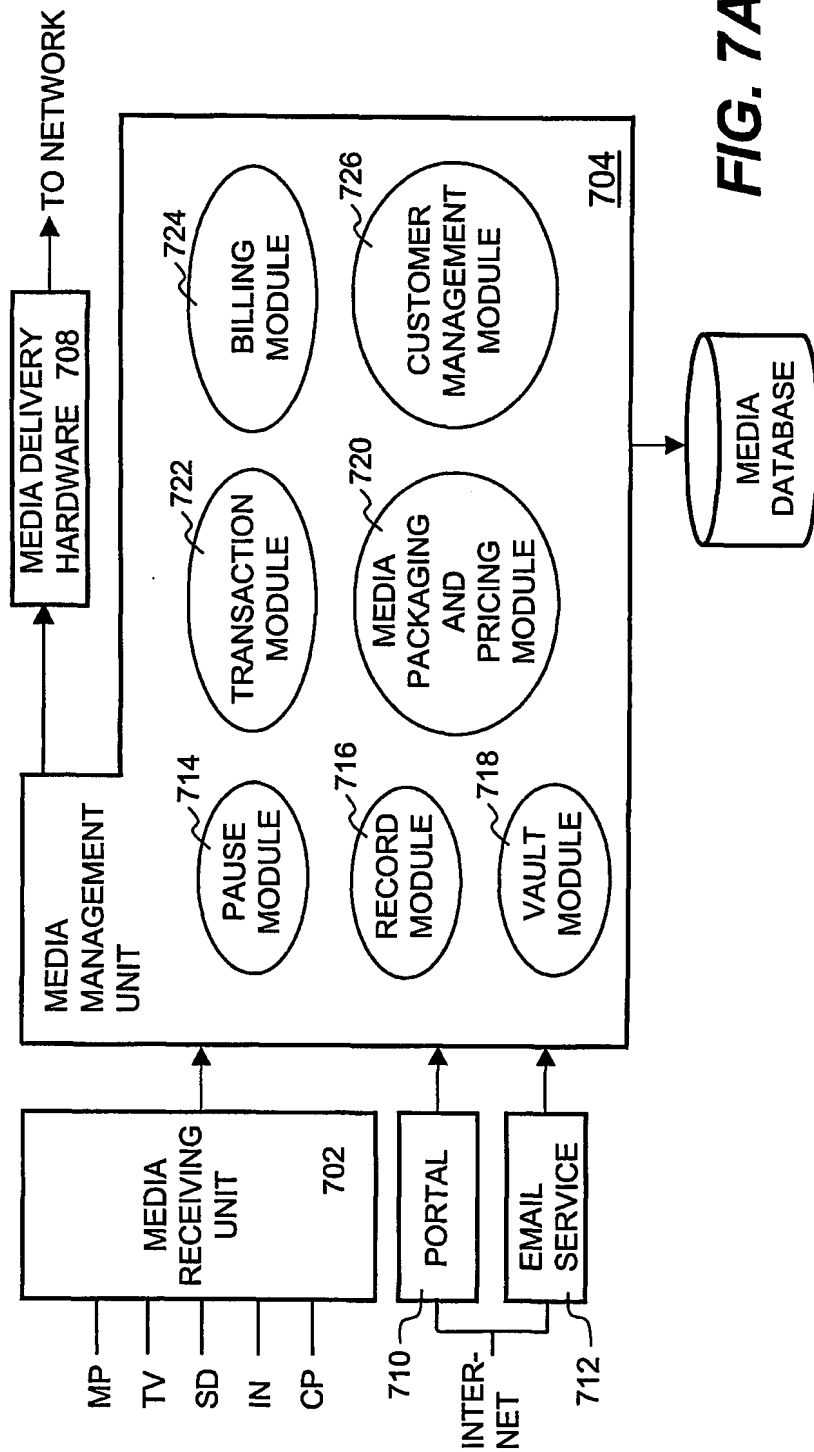 MEDIA DELIVERY
HARDWARE 708
TO NETWORK
MEDIA
MANAGEMENT
UNIT
714
PAUSE
MODULE
722
TRANSACTION
MODULE
724
BILLING
MODULE
716
RECORD
MODULE
720
MEDIA
PACKAGING
AND
PRICING
MODULE
726
CUSTOMER
MANAGEMENT
MODULE
718
VAULT
MODULE
704
MP
TV
SD
IN
CP
MEDIA
RECEIVING
UNIT
702
710
PORTAL
INTER-
NET
712
EMAIL
SERVICE
MEDIA
DATABASE
FIG. 7A